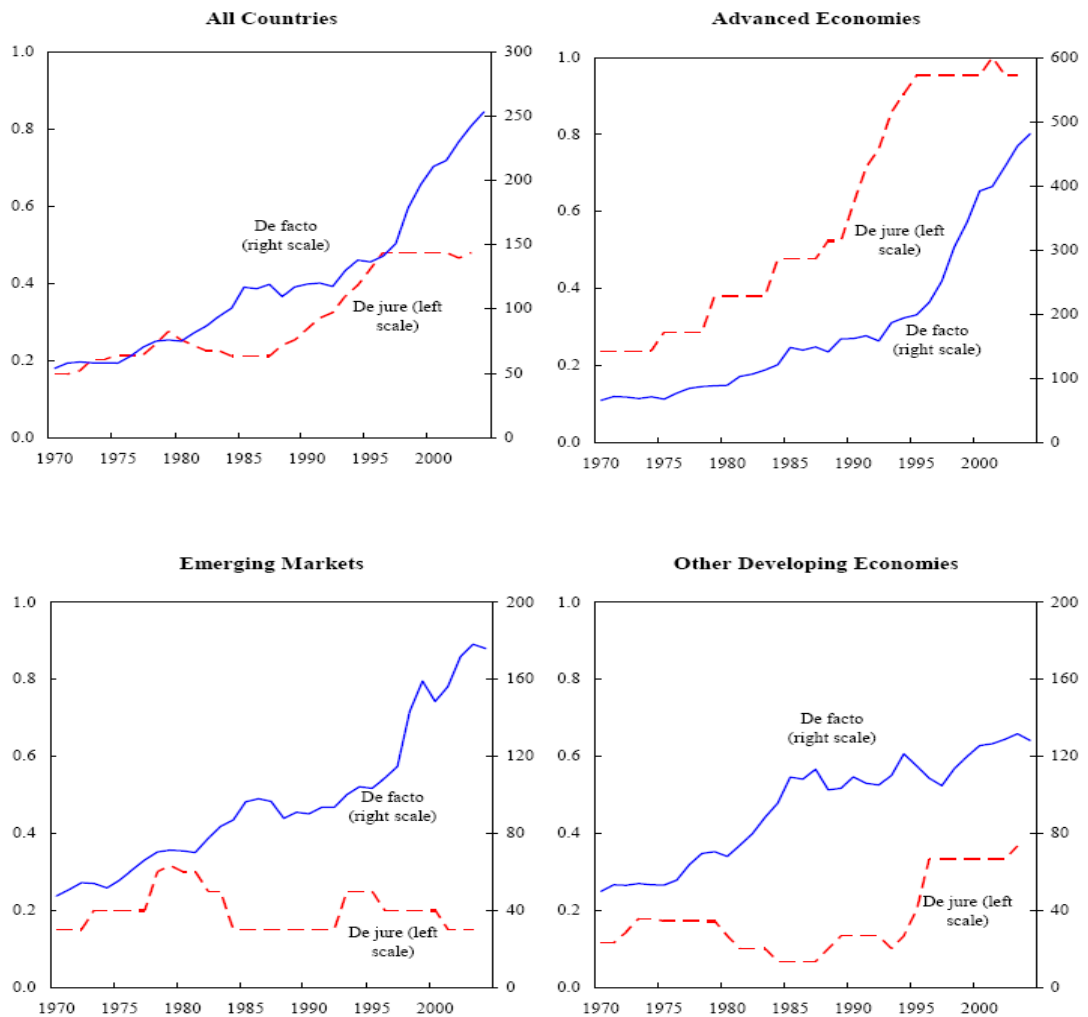 All Countries
1.0
0.8
0.6
0.4
0.2
0.0
300
250
200
150
100
50
0
De facto
(right scale)
De jure (left
scale)
1970 1975 1980 1985 1990 1995 2000
Advanced Economies
1.0
0.8
0.6
0.4
0.2
0.0
600
500
400
300
200
100
0
De jure (left
scale)
De facto
(right scale)
1970 1975 1980 1985 1990 1995 2000
Emerging Markets
1.0
0.8
0.6
0.4
0.2
0.0
200
160
120
80
40
0
De facto
(right scale)
De jure (left
scale)
1970 1975 1980 1985 1990 1995 2000
Other Developing Economies
1.0
0.8
0.6
0.4
0.2
0.0
200
160
120
80
40
0
De facto
(right scale)
De jure (left
scale)
1970 1975 1980 1985 1990 1995 2000